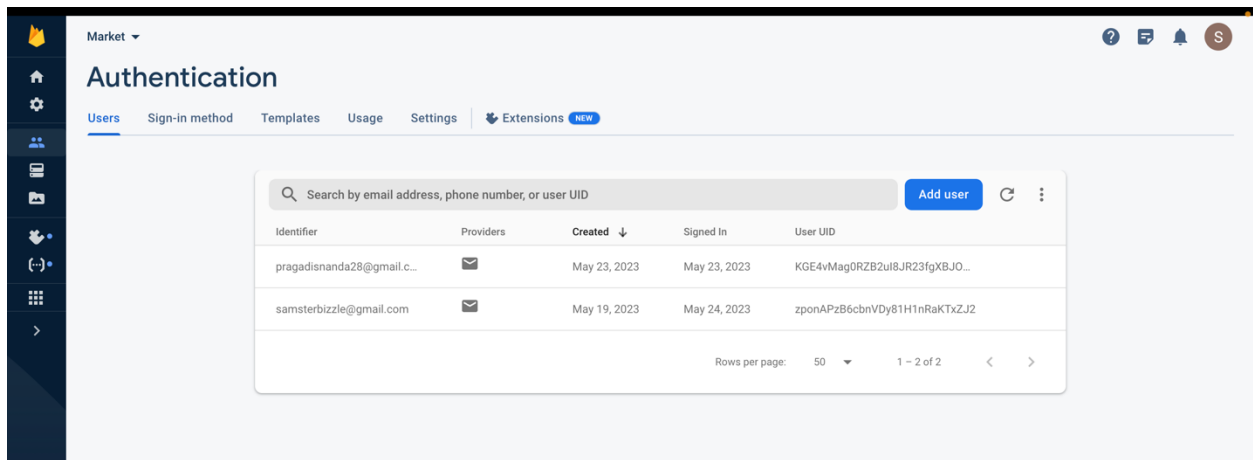 Market
S
Authentication
Users Sign-in method Templates Usage Settings Extensions NEW
Search by email address, phone number, or user UID Add user
Identifier Providers Created Signed In User UID
pragadisnanda28@gmail.c... May 23, 2023 May 23, 2023 KGE4vMag0RZB2uI8JR23fgXBJO...
samsterbizzle@gmail.com May 19, 2023 May 24, 2023 zponAPzB6cbnVDy81H1nRaKTxZJ2
Rows per page: 50 1 – 2 of 2